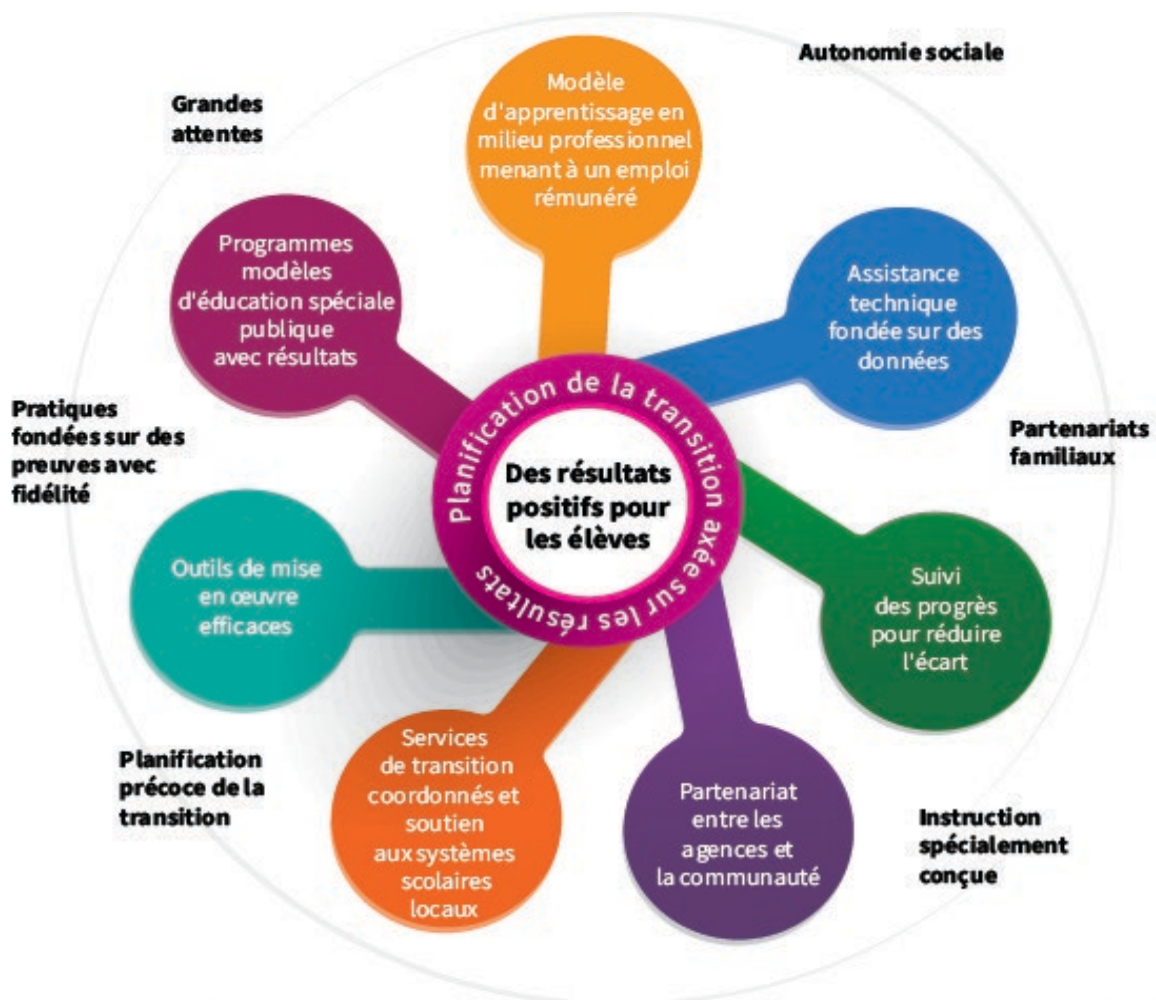 Autonomie sociale
Grandes
attentes
Modèle
d'apprentissage en
milieu professionnel
menant à un emploi
rémunéré
Programmes
modèles
d'éducation spéciale
publique
avec résultats
Assistance
technique
fondée sur des
données
Pratiques
fondées sur des
preuves avec
fidélité
Planification de la transition axée sur les résultats
Des résultats
positifs pour
les élèves
Partenariats
familiaux
Outils de mise
en œuvre
efficaces
Suivi
des progrès
pour réduire
l'écart
Planification
précoce de la
transition
Services
de transition
coordonnés et
soutien
aux systèmes
scolaires
locaux
Partenariat
entre les
agences et
la communauté
Instruction
spécialement
conçue